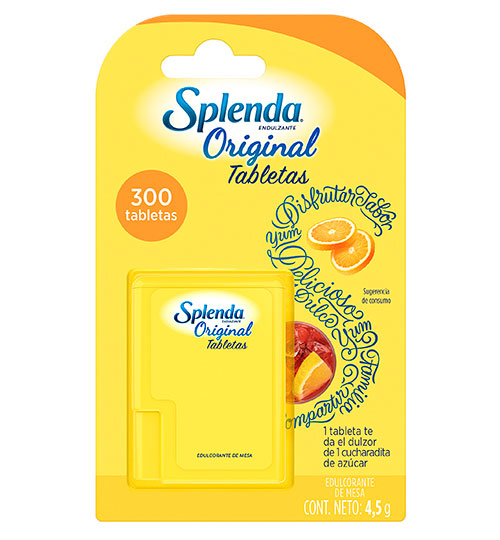 Splenda®
ENDULZANTE
Original
Tabletas
300
tabletas
Disfrutar Sabor
Yum
Delicioso
Dulce Yum
Familia
Compartir
Sugerencia
de consumo
Splenda®
ENDULZANTE
Original
Tabletas
EDULCORANTE DE MESA
1 tableta te
da el dulzor
de 1 cucharadita
de azúcar
EDULCORANTE
DE MESA
CONT. NETO: 4,5 g